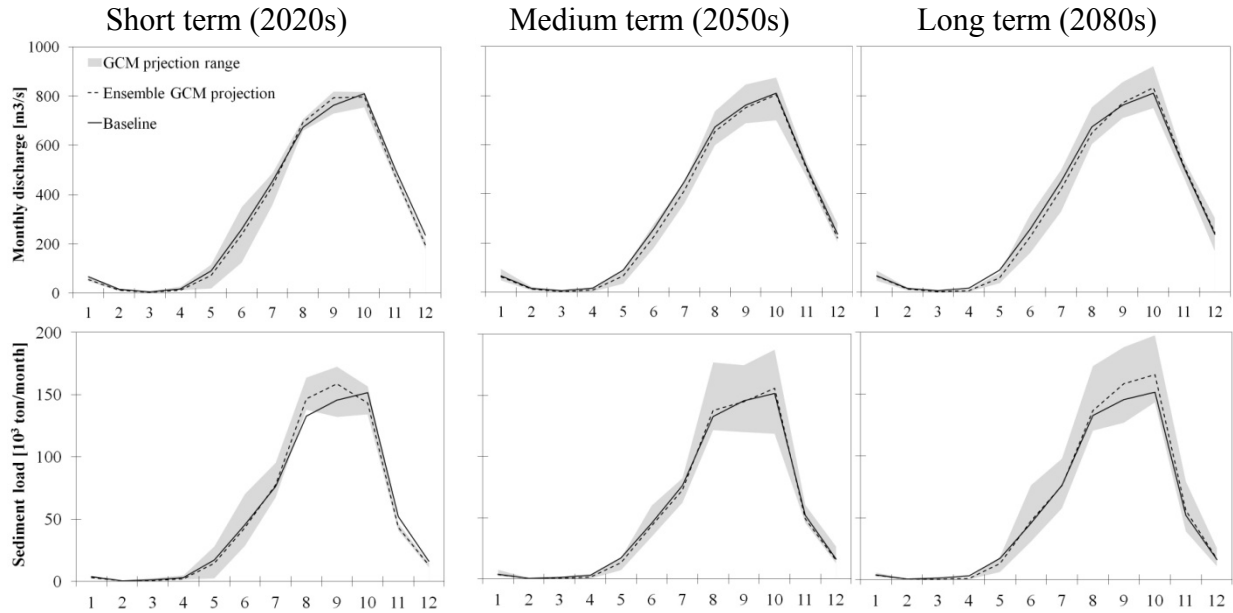 Short term (2020s)
Medium term (2050s)
Long term (2080s)
Monthly discharge [m3/s]
1000
800
600
400
200
0
GCM prjection range
Ensemble GCM projection
Baseline
1 2 3 4 5 6 7 8 9 10 11 12
1 2 3 4 5 6 7 8 9 10 11 12
1 2 3 4 5 6 7 8 9 10 11 12
Sediment load [10³ ton/month]
200
150
100
50
0
1 2 3 4 5 6 7 8 9 10 11 12
1 2 3 4 5 6 7 8 9 10 11 12
1 2 3 4 5 6 7 8 9 10 11 12